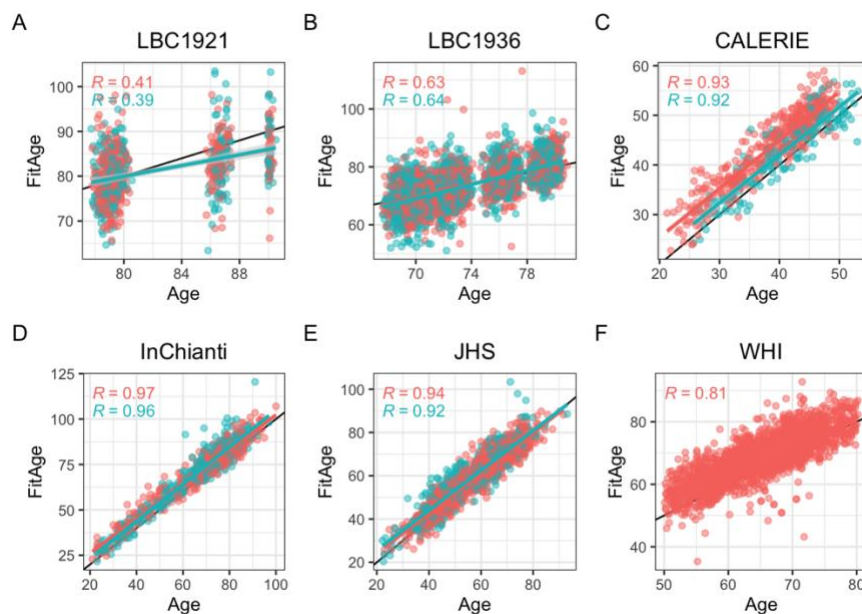 A
LBC1921
R = 0.41
R = 0.39
100
90
80
70
FitAge
80
84
88
Age
B
LBC1936
R = 0.63
R = 0.64
100
80
60
FitAge
70
75
80
Age
C
CALERIE
R = 0.93
R = 0.92
60
50
40
30
FitAge
20
30
40
50
Age
D
InChianti
R = 0.97
R = 0.96
125
100
75
50
25
FitAge
20
40
60
80
100
Age
E
JHS
R = 0.94
R = 0.92
100
80
60
40
20
FitAge
20
40
60
80
Age
F
WHI
R = 0.81
80
60
40
FitAge
50
60
70
80
Age